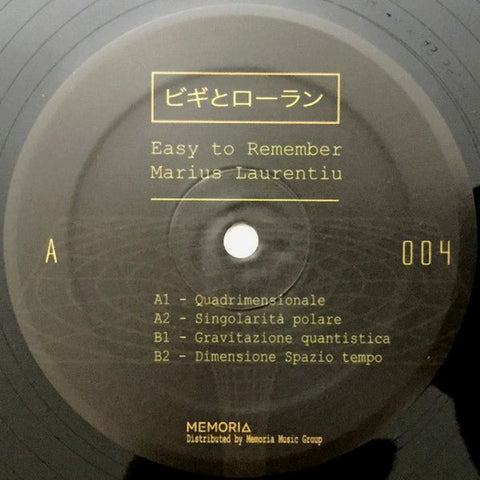 ビギとローラン
Easy to Remember
Marius Laurentiu
A
004
A1 - Quadrimensionale
A2 - Singolarità polare
B1 - Gravitazione quantistica
B2 - Dimensione Spazio tempo
MEMORIA
Distributed by Memoria Music Group